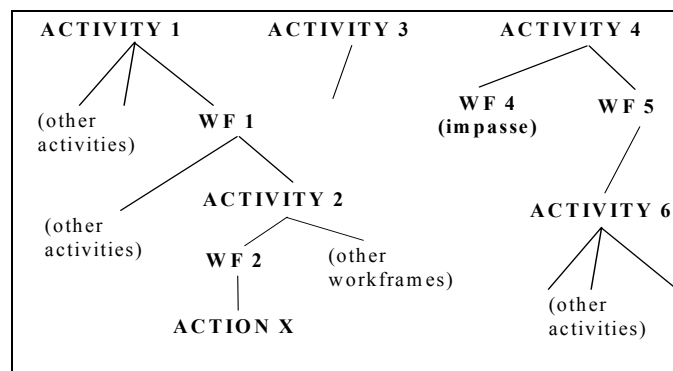 ACTIVITY 1 ACTIVITY 3 ACTIVITY 4
(other
activities)
WF 1
WF 4
(impasse)
WF 5
(other
activities)
ACTIVITY 2
ACTIVITY 6
WF 2
(other
workframes)
ACTION X
(other
activities)